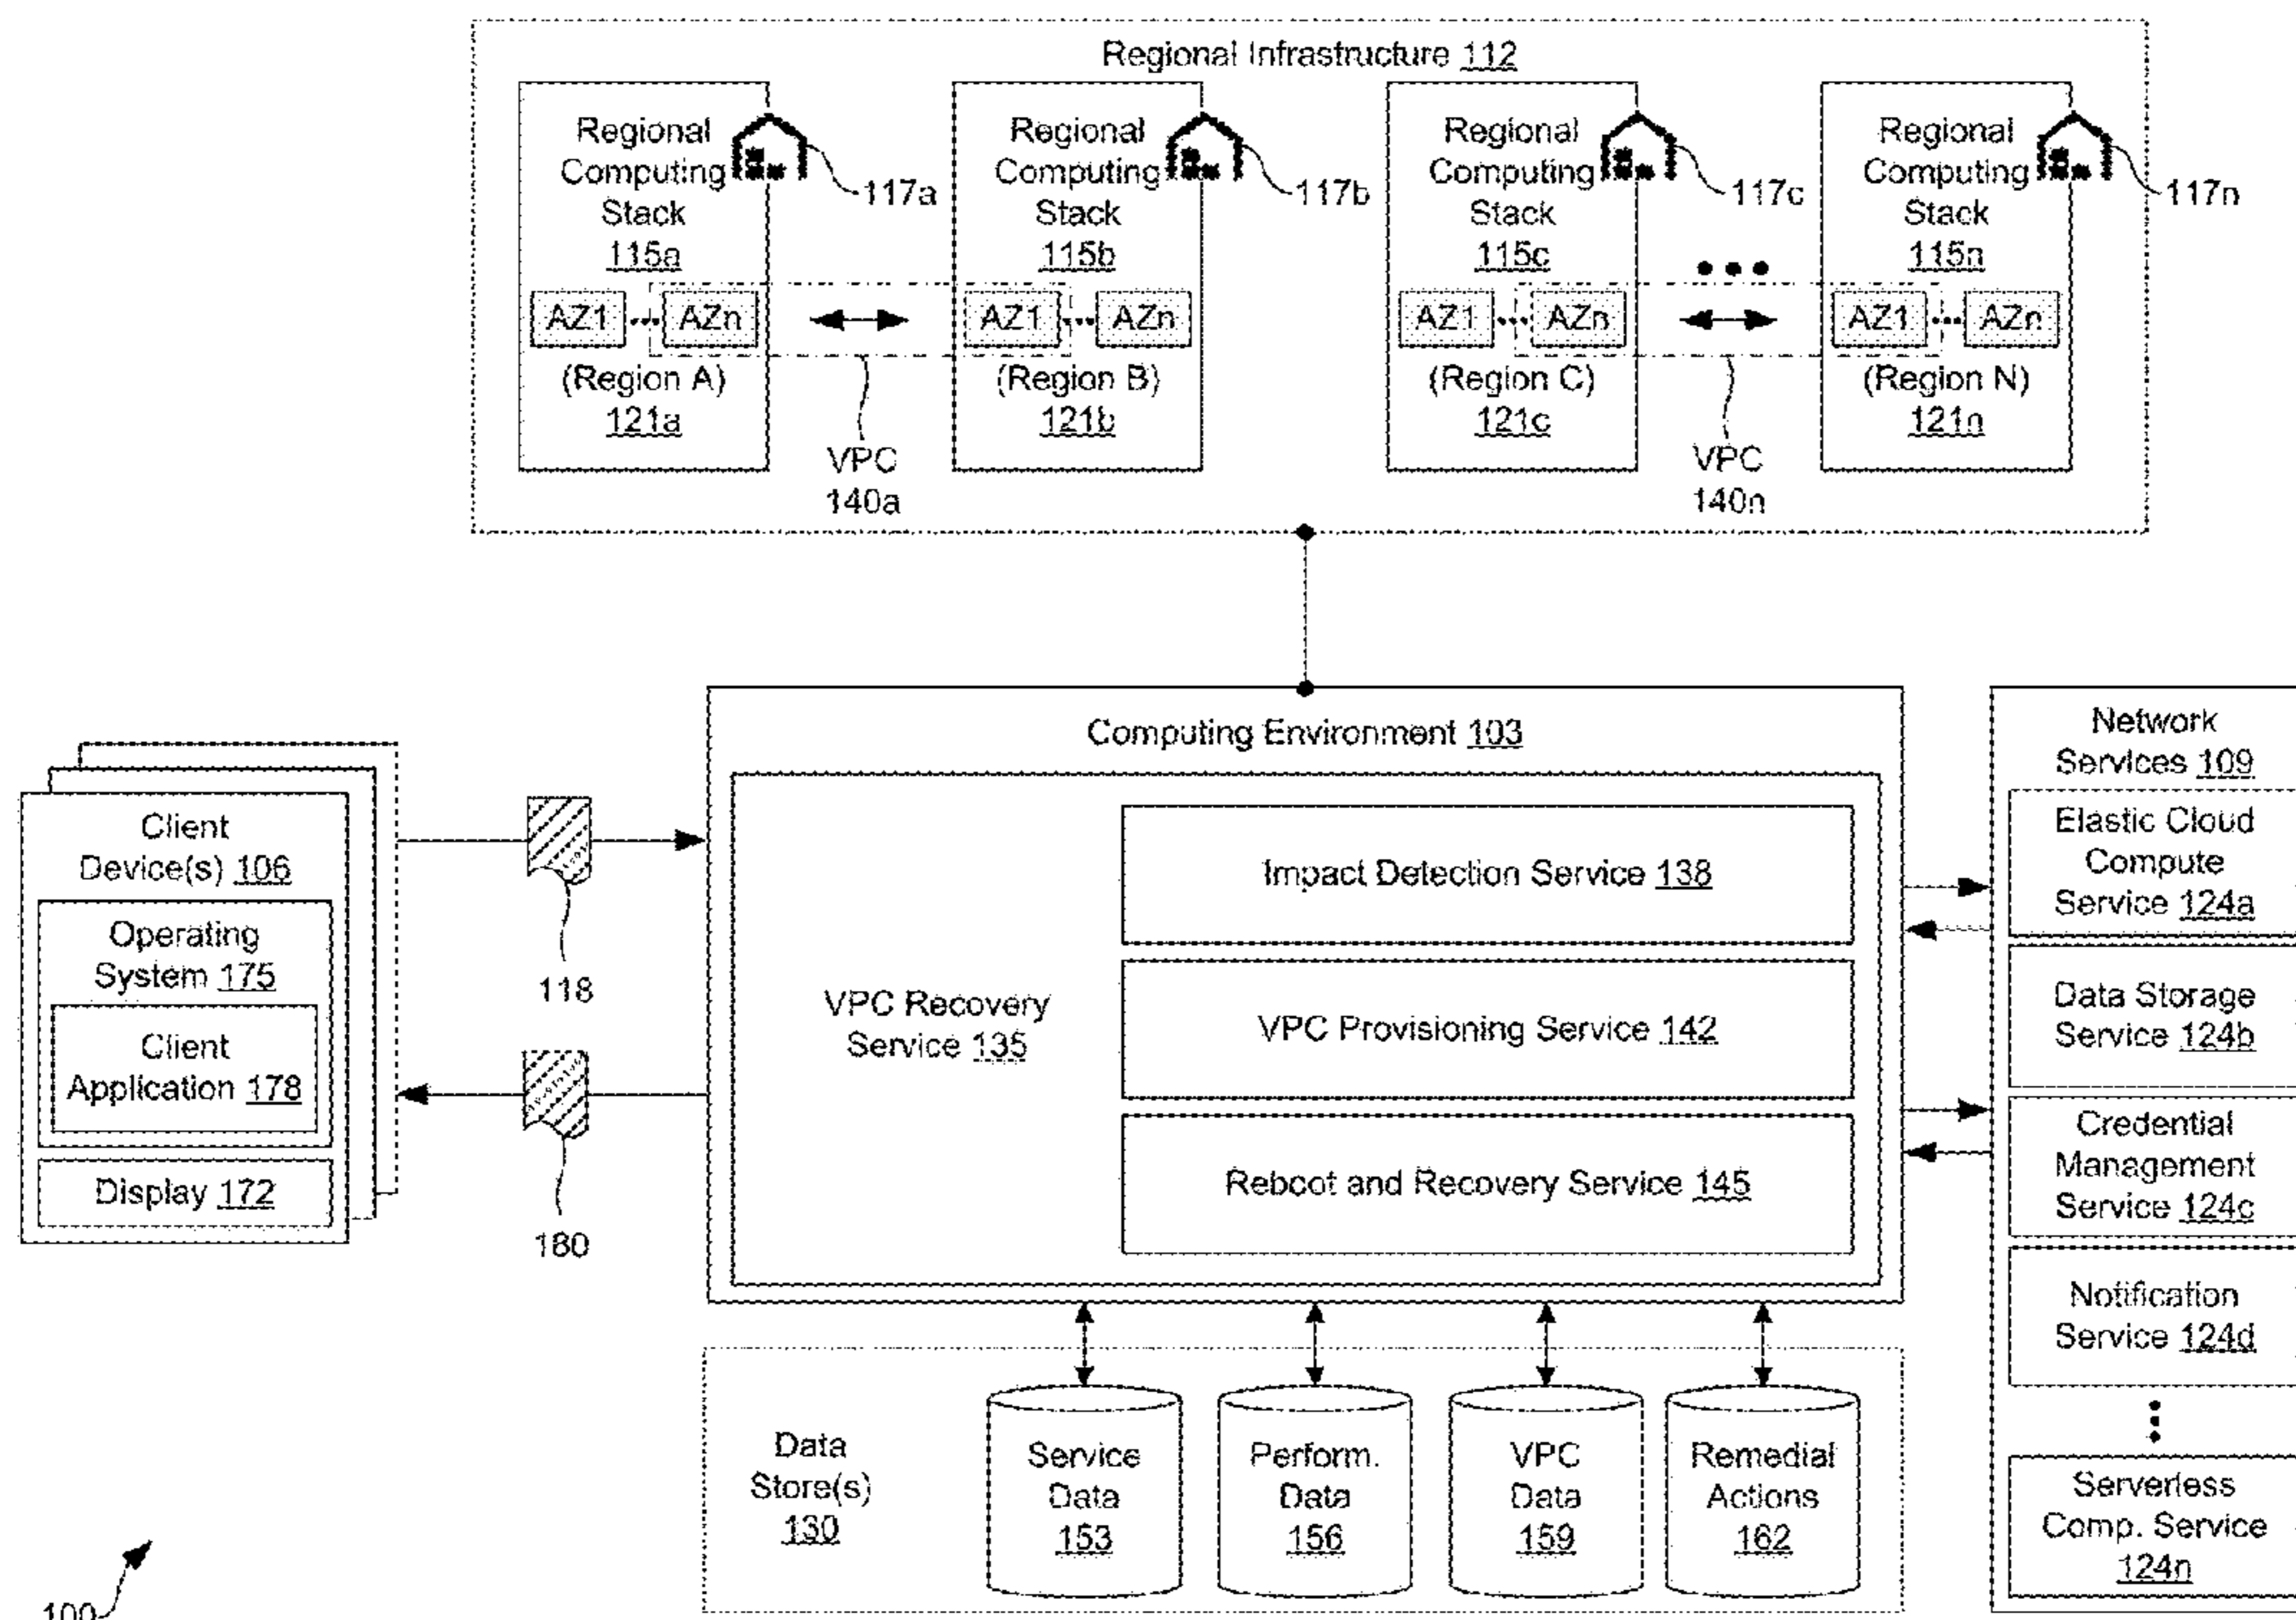 Regional Infrastructure 112
Regional
Computing
Stack
115a
117a
AZ1 ... AZn
(Region A)
121a
Regional
Computing
Stack
115b
117b
AZ1 ... AZn
(Region B)
121b
VPC
140a
Regional
Computing
Stack
115c
117c
AZ1 ... AZn
(Region C)
121c
Regional
Computing
Stack
115n
117n
AZ1 ... AZn
(Region N)
121n
VPC
140n
Client
Device(s) 106
Operating
System 175
Client
Application 178
Display 172
118
180
Computing Environment 103
VPC Recovery
Service 135
Impact Detection Service 138
VPC Provisioning Service 142
Reboot and Recovery Service 145
Network
Services 109
Elastic Cloud
Compute
Service 124a
Data Storage
Service 124b
Credential
Management
Service 124c
Notification
Service 124d
Serverless
Comp. Service
124n
Data
Store(s)
130
Service
Data
153
Perform.
Data
156
VPC
Data
159
Remedial
Actions
162
100